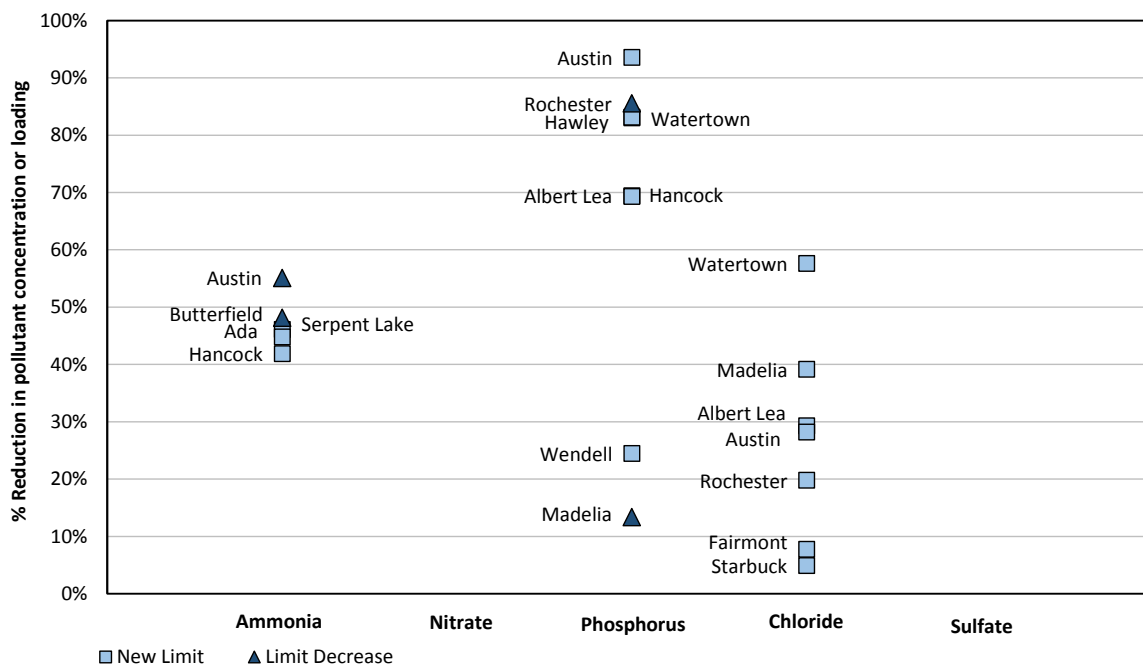 % Reduction in pollutant concentration or loading
100%
90%
80%
70%
60%
50%
40%
30%
20%
10%
0%
Austin
Rochester
Hawley
Watertown
Albert Lea
Hancock
Watertown
Austin
Butterfield
Ada
Serpent Lake
Hancock
Madelia
Albert Lea
Austin
Wendell
Rochester
Madelia
Fairmont
Starbuck
Ammonia
Nitrate
Phosphorus
Chloride
Sulfate
New Limit
Limit Decrease